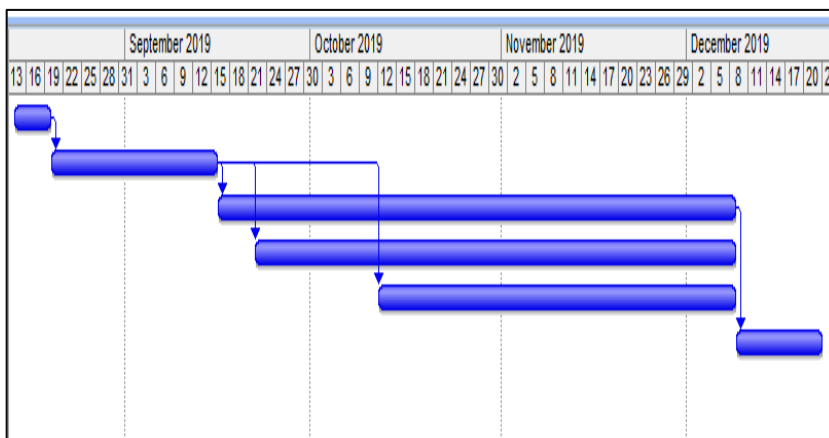 September 2019 October 2019 November 2019 December 2019
13 16 19 22 25 28 31 3 6 9 12 15 18 21 24 27 30 3 6 9 12 15 18 21 24 27 30 2 5 8 11 14 17 20 23 26 29 2 5 8 11 14 17 20 2